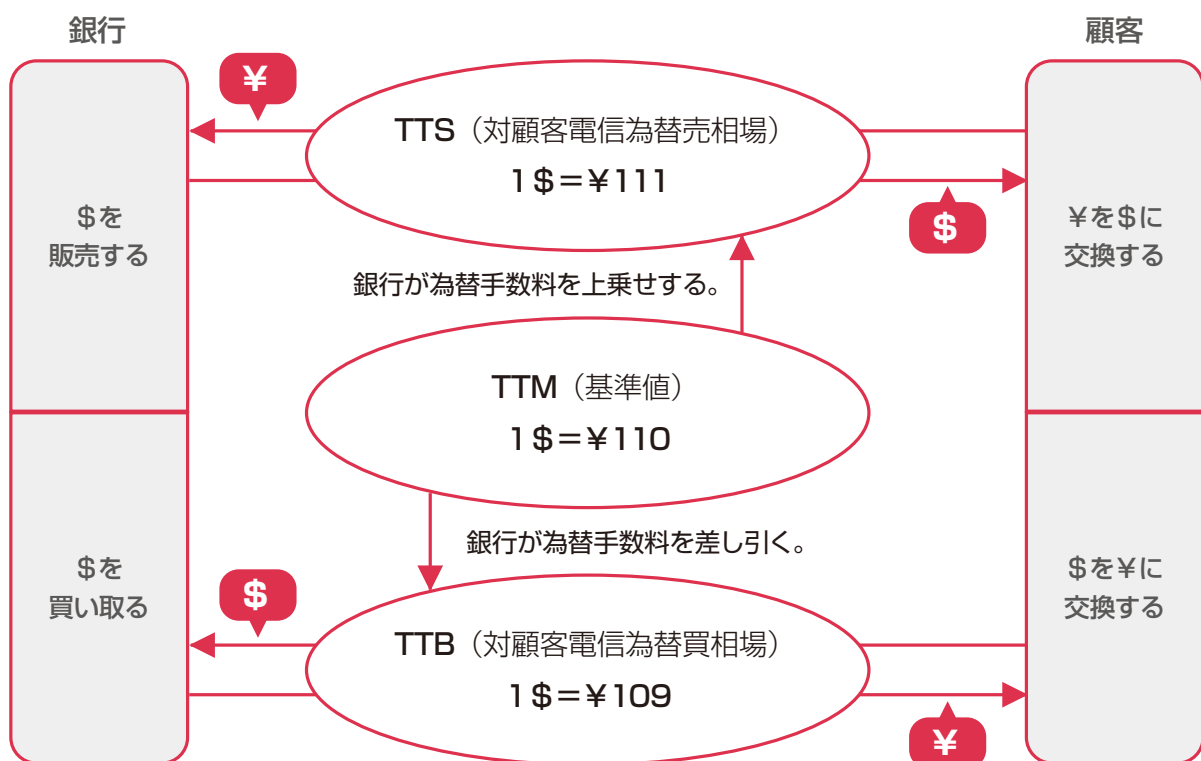 銀行
顧客
¥
TTS（対顧客電信為替売相場）
1＄＝¥111
＄を
販売する
＄
¥を＄に
交換する
銀行が為替手数料を上乗せする。
TTM（基準値）
1＄＝¥110
銀行が為替手数料を差し引く。
＄を
買い取る
＄
TTB（対顧客電信為替買相場）
1＄＝¥109
＄を¥に
交換する
¥